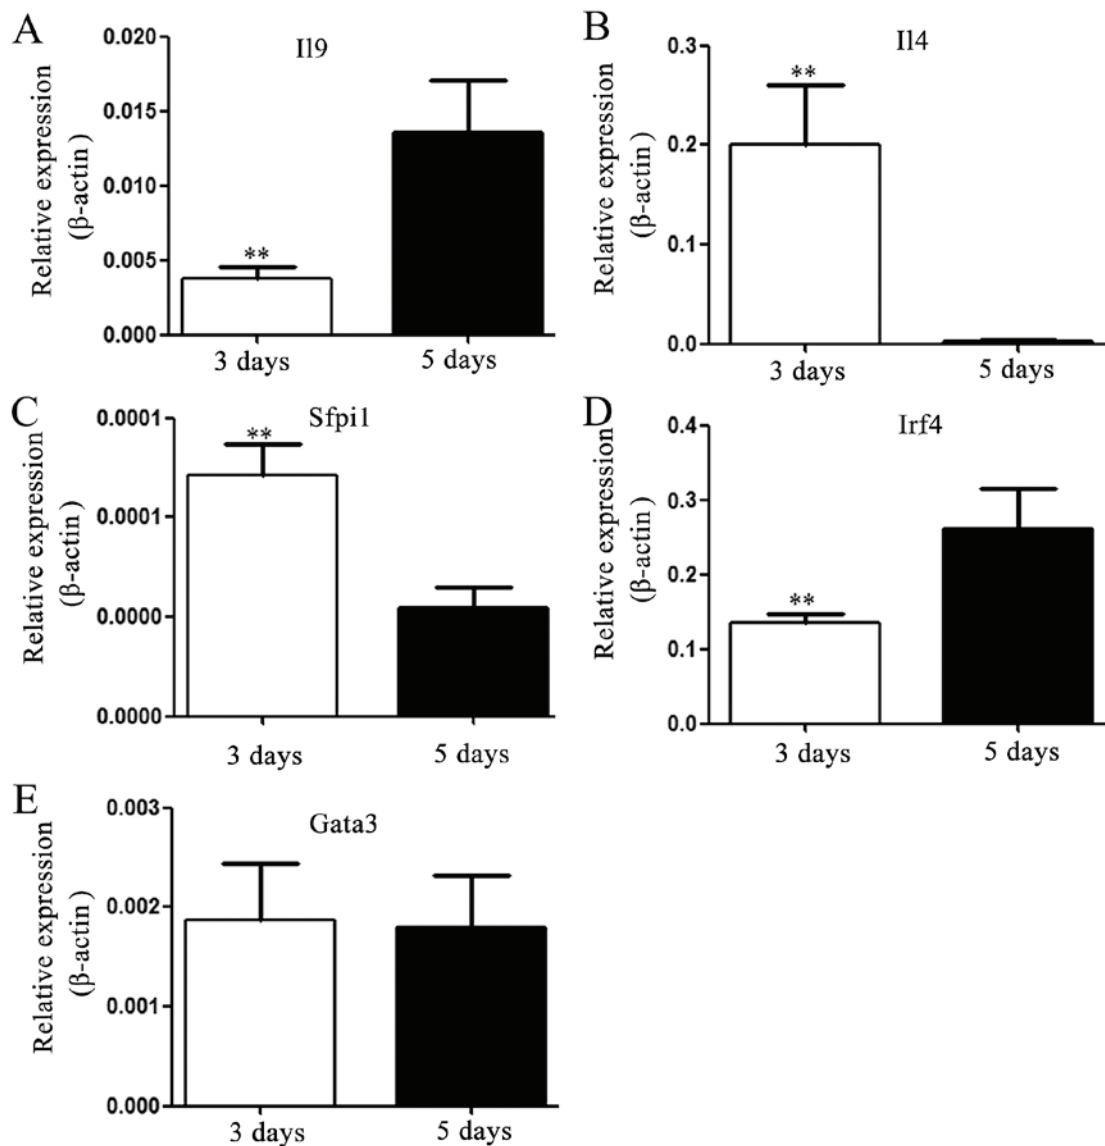 A
Il9
Relative expression
(β-actin )
0.020
0.015
0.010
0.005
0.000
**
3 days
5 days
B
Il4
Relative expression
(β-actin )
0.3
0.2
0.1
0.0
**
3 days
5 days
C
Sfpi1
Relative expression
(β-actin )
0.0001
0.0001
0.0000
0.0000
**
3 days
5 days
D
Irf4
Relative expression
(β-actin )
0.4
0.3
0.2
0.1
0.0
**
3 days
5 days
E
Gata3
Relative expression
(β-actin )
0.003
0.002
0.001
0.000
3 days
5 days